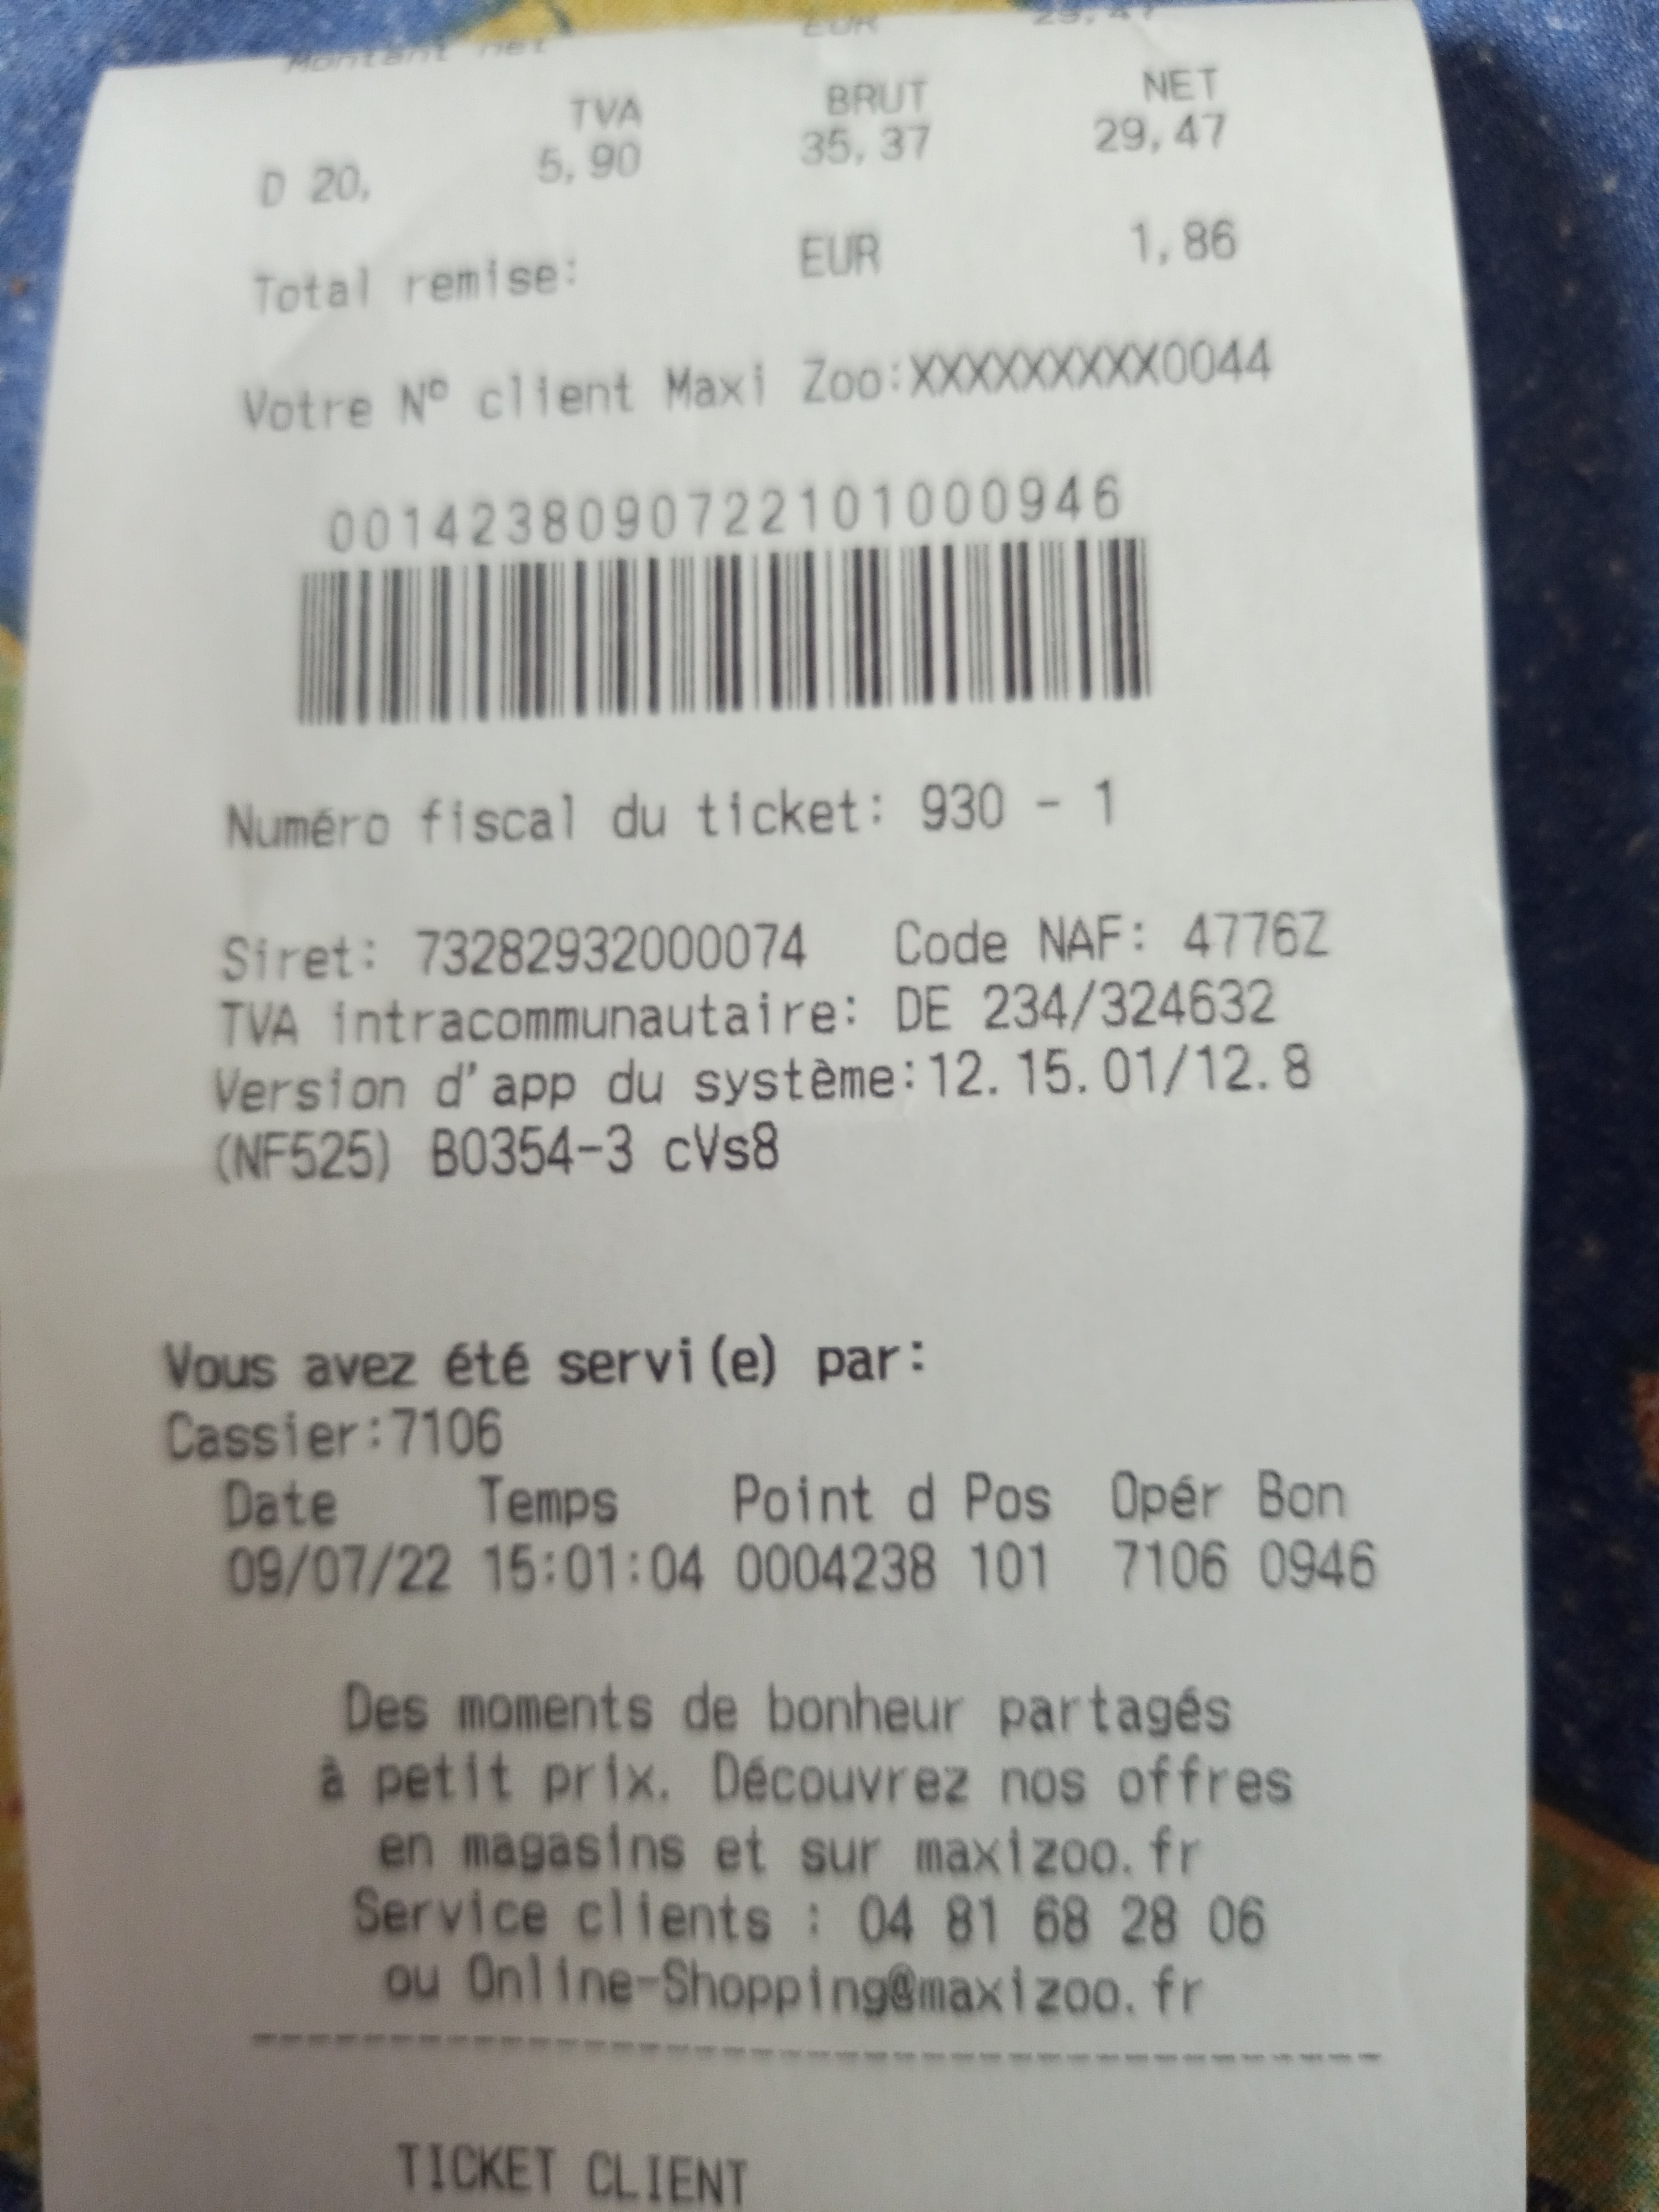 Montant net EUR 29,47
TVA BRUT NET
D 20, 5,90 35,37 29,47
Total remise: EUR 1,86
Votre N° client Maxi Zoo:XXXXXXXXX0044
0014238090722101000946
Numéro fiscal du ticket: 930 - 1
Siret: 73282932000074 Code NAF: 4776Z
TVA intracommunautaire: DE 234/324632
Version d'app du système:12.15.01/12.8
(NF525) B0354-3 cVs8
Vous avez été servi(e) par:
Cassier:7106
Date Temps Point d Pos Opér Bon
09/07/22 15:01:04 0004238 101 7106 0946
Des moments de bonheur partagés
à petit prix. Découvrez nos offres
en magasins et sur maxizoo.fr
Service clients : 04 81 68 28 06
ou Online-Shopping@maxizoo.fr
TICKET CLIENT